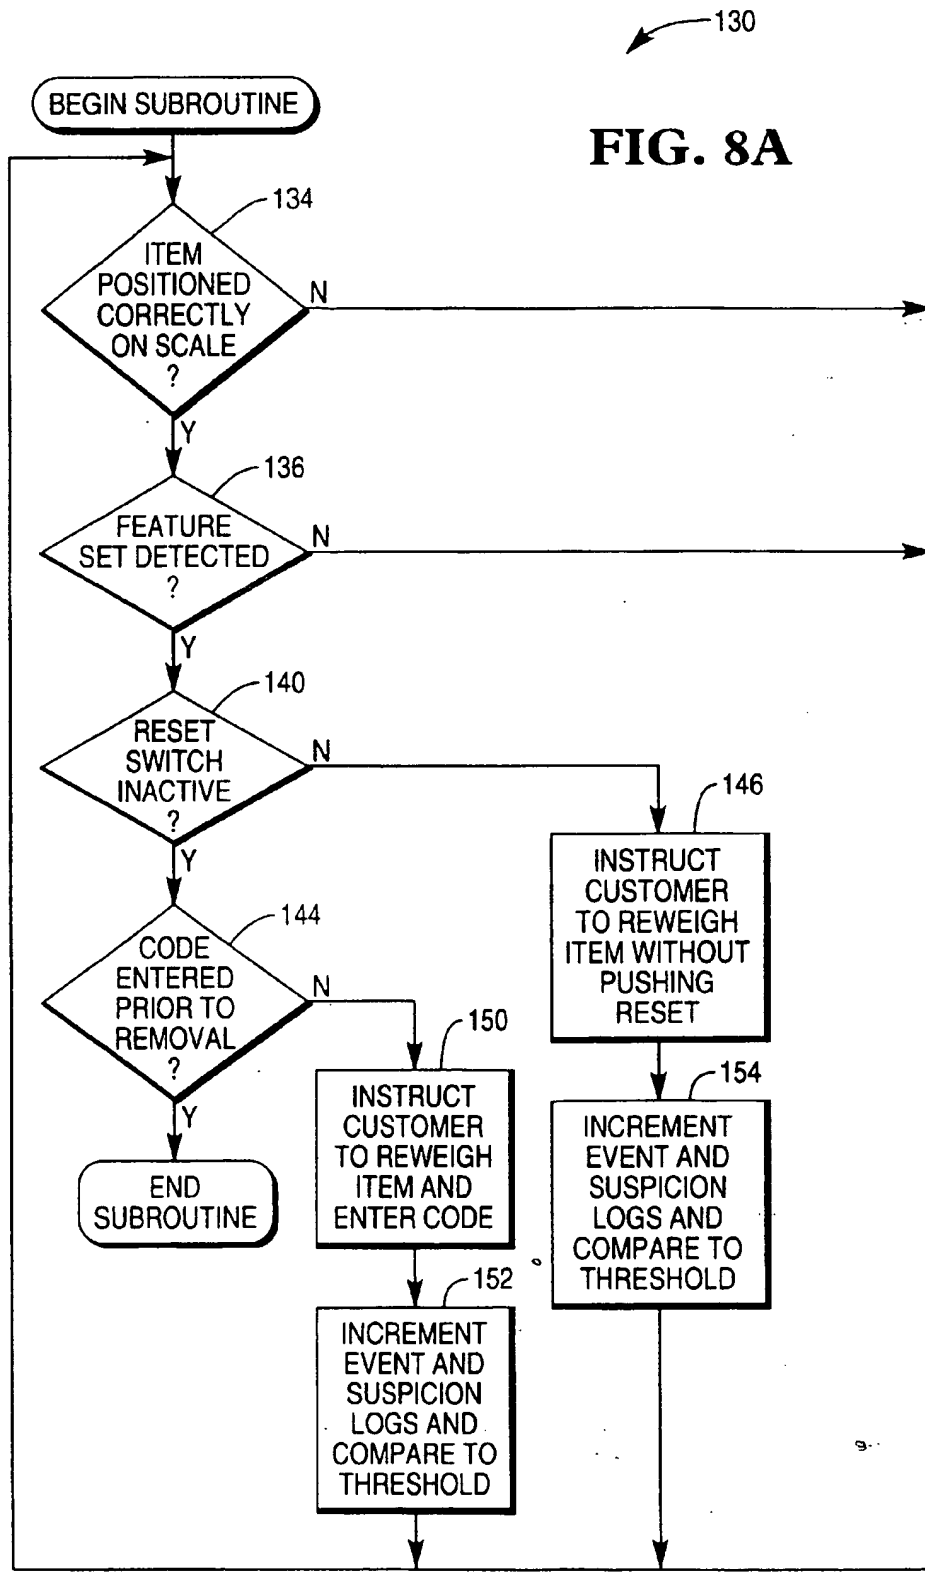 130
BEGIN SUBROUTINE
FIG. 8A
134
ITEM
POSITIONED
CORRECTLY
ON SCALE
?
N
Y
136
FEATURE
SET DETECTED
?
N
Y
140
RESET
SWITCH
INACTIVE
?
N
Y
146
INSTRUCT
CUSTOMER
TO REWEIGH
ITEM WITHOUT
PUSHING
RESET
144
CODE
ENTERED
PRIOR TO
REMOVAL
?
N
Y
150
INSTRUCT
CUSTOMER
TO REWEIGH
ITEM AND
ENTER CODE
154
INCREMENT
EVENT AND
SUSPICION
LOGS AND
COMPARE TO
THRESHOLD
END
SUBROUTINE
152
INCREMENT
EVENT AND
SUSPICION
LOGS AND
COMPARE TO
THRESHOLD